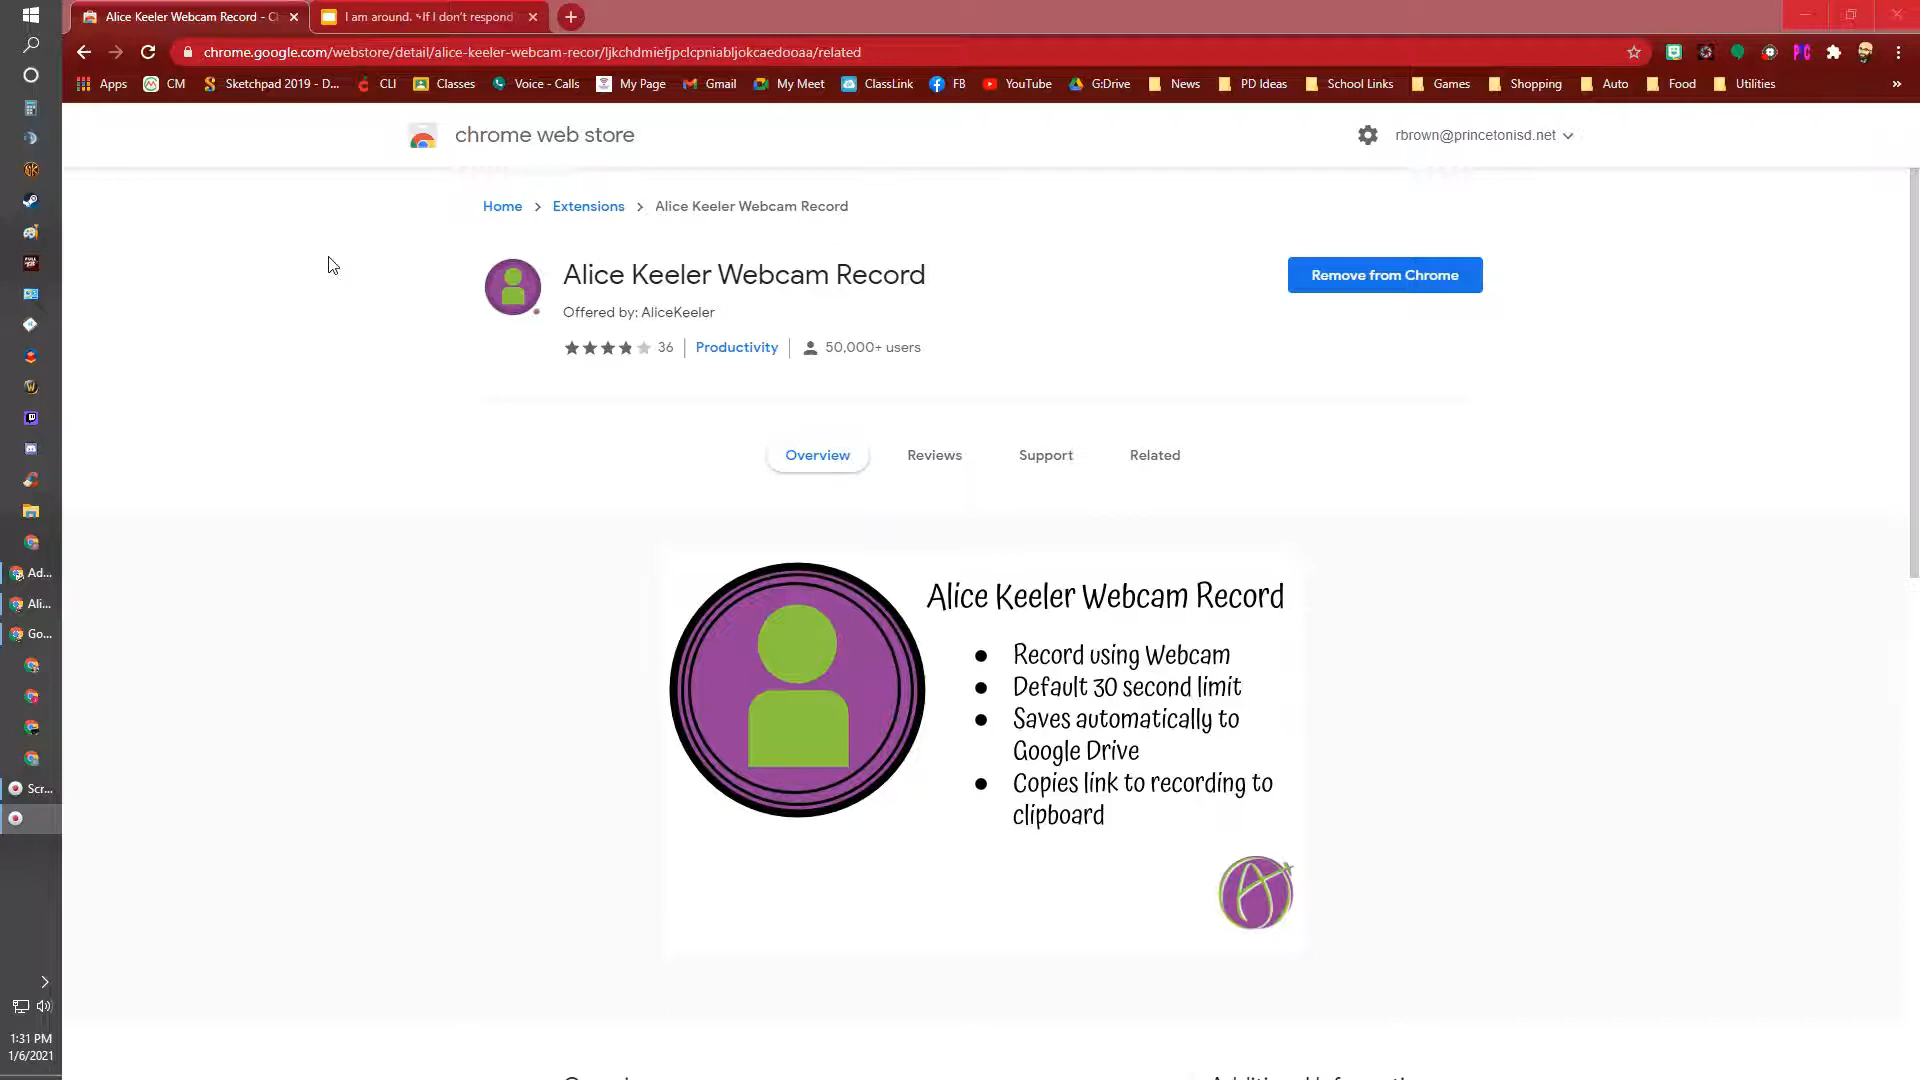 Alice Keeler Webcam Record - C
I am around. If I don't respond
chrome.google.com/webstore/detail/alice-keeler-webcam-recor/ljkchdmiefjpclcpniabljokcaedooaa/related
Apps CM Sketchpad 2019 - D... CLI Classes Voice - Calls My Page Gmail My Meet ClassLink FB YouTube G:Drive News PD Ideas School Links Games Shopping Auto Food Utilities »
chrome web store
rbrown@princetonisd.net
Home > Extensions > Alice Keeler Webcam Record
Alice Keeler Webcam Record
Remove from Chrome
Offered by: AliceKeeler
36 | Productivity | 50,000+ users
Overview Reviews Support Related
Alice Keeler Webcam Record
● Record using Webcam
● Default 30 second limit
● Saves automatically to
Google Drive
● Copies link to recording to
clipboard
Ad...
Ali...
Go...
Scr...
1:31 PM
1/6/2021